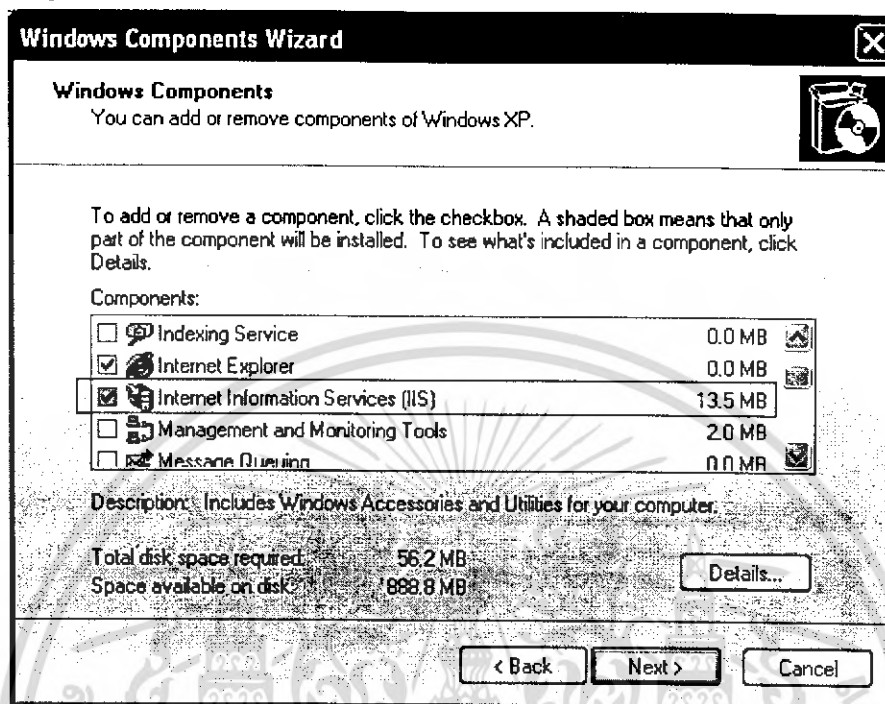 Windows Components Wizard
Windows Components
You can add or remove components of Windows XP.
To add or remove a component, click the checkbox. A shaded box means that only
part of the component will be installed. To see what's included in a component, click
Details.
Components:
Indexing Service 0.0 MB
Internet Explorer 0.0 MB
Internet Information Services (IIS) 13.5 MB
Management and Monitoring Tools 2.0 MB
Message Queuing 0.0 MB
Description: Includes Windows Accessories and Utilities for your computer.
Total disk space required: 56.2 MB
Space available on disk: 888.8 MB
Details...
< Back Next > Cancel